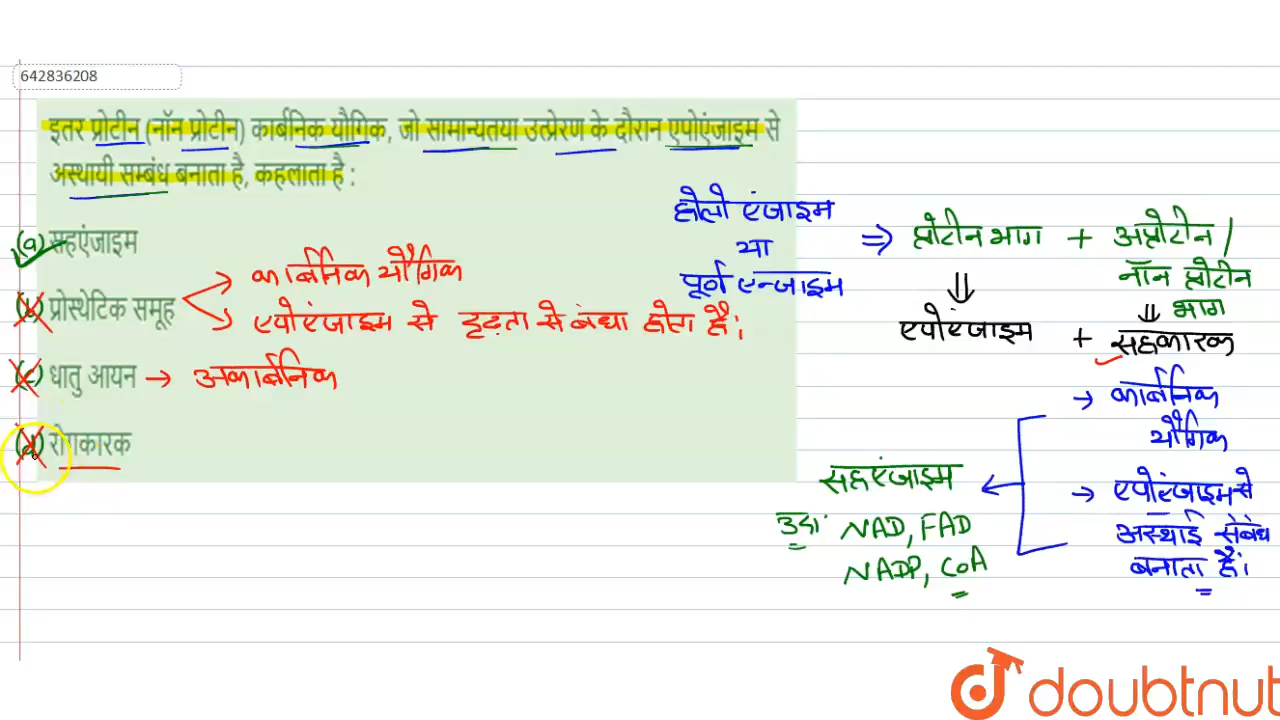 642836208
इतर प्रोटीन (नॉन प्रोटीन) कार्बनिक यौगिक, जो सामान्यतया उत्प्रेरण के दौरान एपोएंजाइम से
अस्थायी सम्बंध बनाता है, कहलाता है :
(a) सहएंजाइम
(b) प्रोस्थेटिक समूह
→ कार्बनिक यौगिक
→ एपोएंजाइम से दृढ़ता से बंधा होता है।
(c) धातु आयन → अकार्बनिक
(d) रोगकारक
होलो एंजाइम
या
पूर्ण एन्जाइम
⇒ प्रोटीन भाग + अप्रोटीन /
नॉन प्रोटीन
भाग
⇓ ⇓
एपोएंजाइम + सहकारक
→ कार्बनिक
यौगिक
→ एपोएंजाइम से
अस्थाई संबंध
बनाता है।
सहएंजाइम ←
उदाः NAD, FAD
NADP, CoA
doubtnut